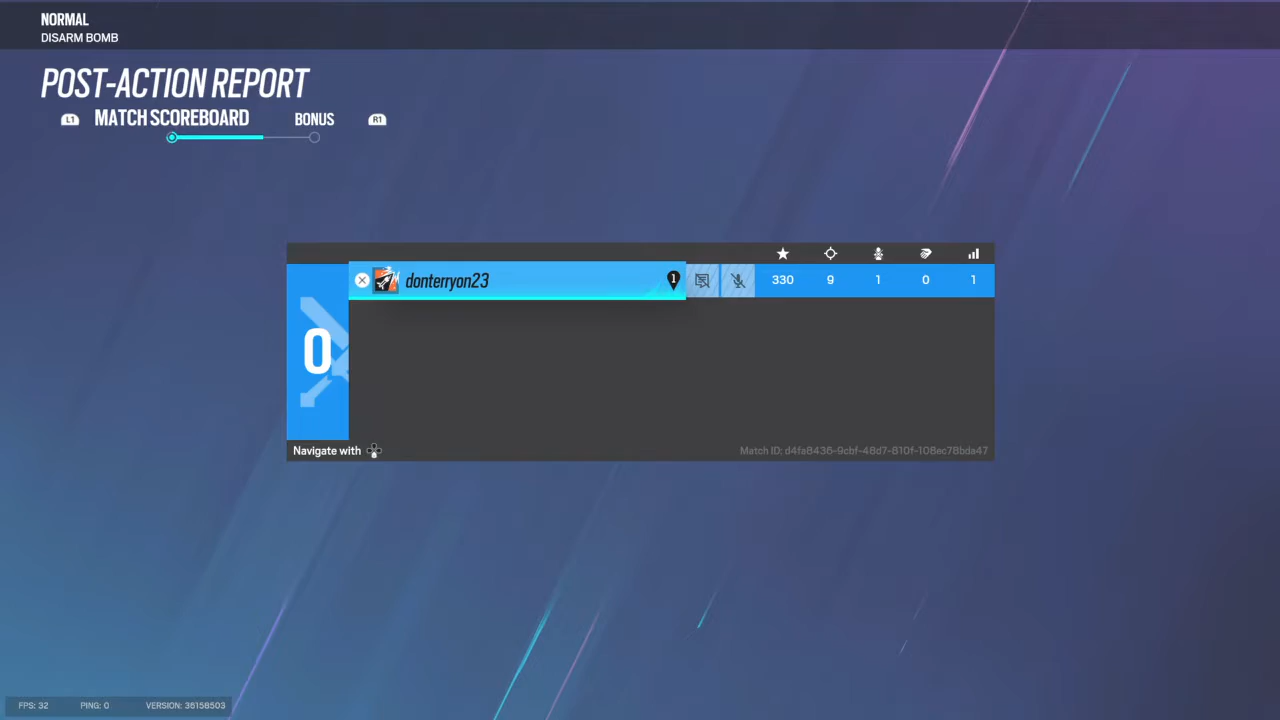 NORMAL
DISARM BOMB
POST-ACTION REPORT
L1 MATCH SCOREBOARD BONUS R1
donterryon23 1 330 9 1 0 1
0
Navigate with
Match ID: d4fa8436-9cbf-48d7-810f-108ec78bda47
FPS: 32 PING: 0 VERSION: 36158503